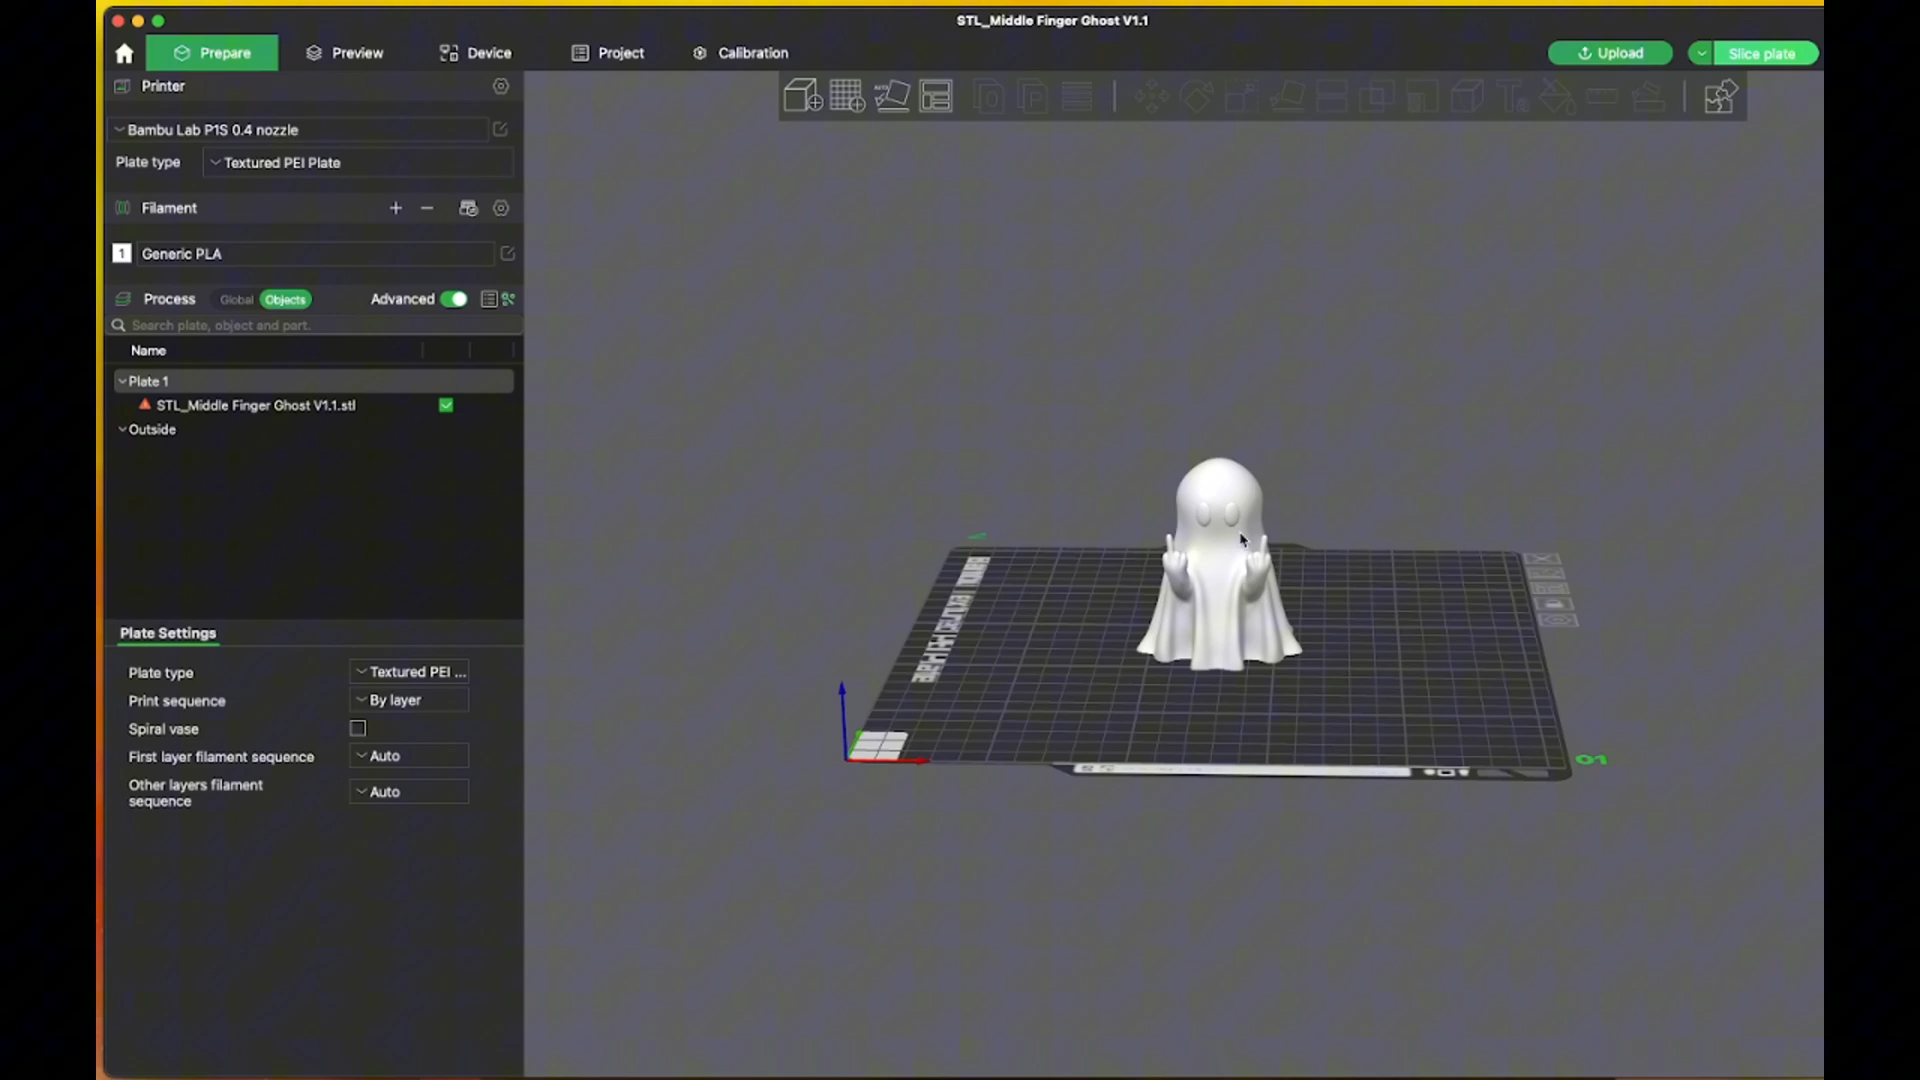 STL_Middle Finger Ghost V1.1
Prepare
Preview
Device
Project
Calibration
Upload
Slice plate
Printer
Bambu Lab P1S 0.4 nozzle
Plate type
Textured PEI Plate
Filament
1
Generic PLA
Process
Global
Objects
Advanced
Search plate, object and part.
Name
Plate 1
STL_Middle Finger Ghost V1.1.stl
Outside
Plate Settings
Plate type
Textured PEI ...
Print sequence
By layer
Spiral vase
First layer filament sequence
Auto
Other layers filament
sequence
Auto
01